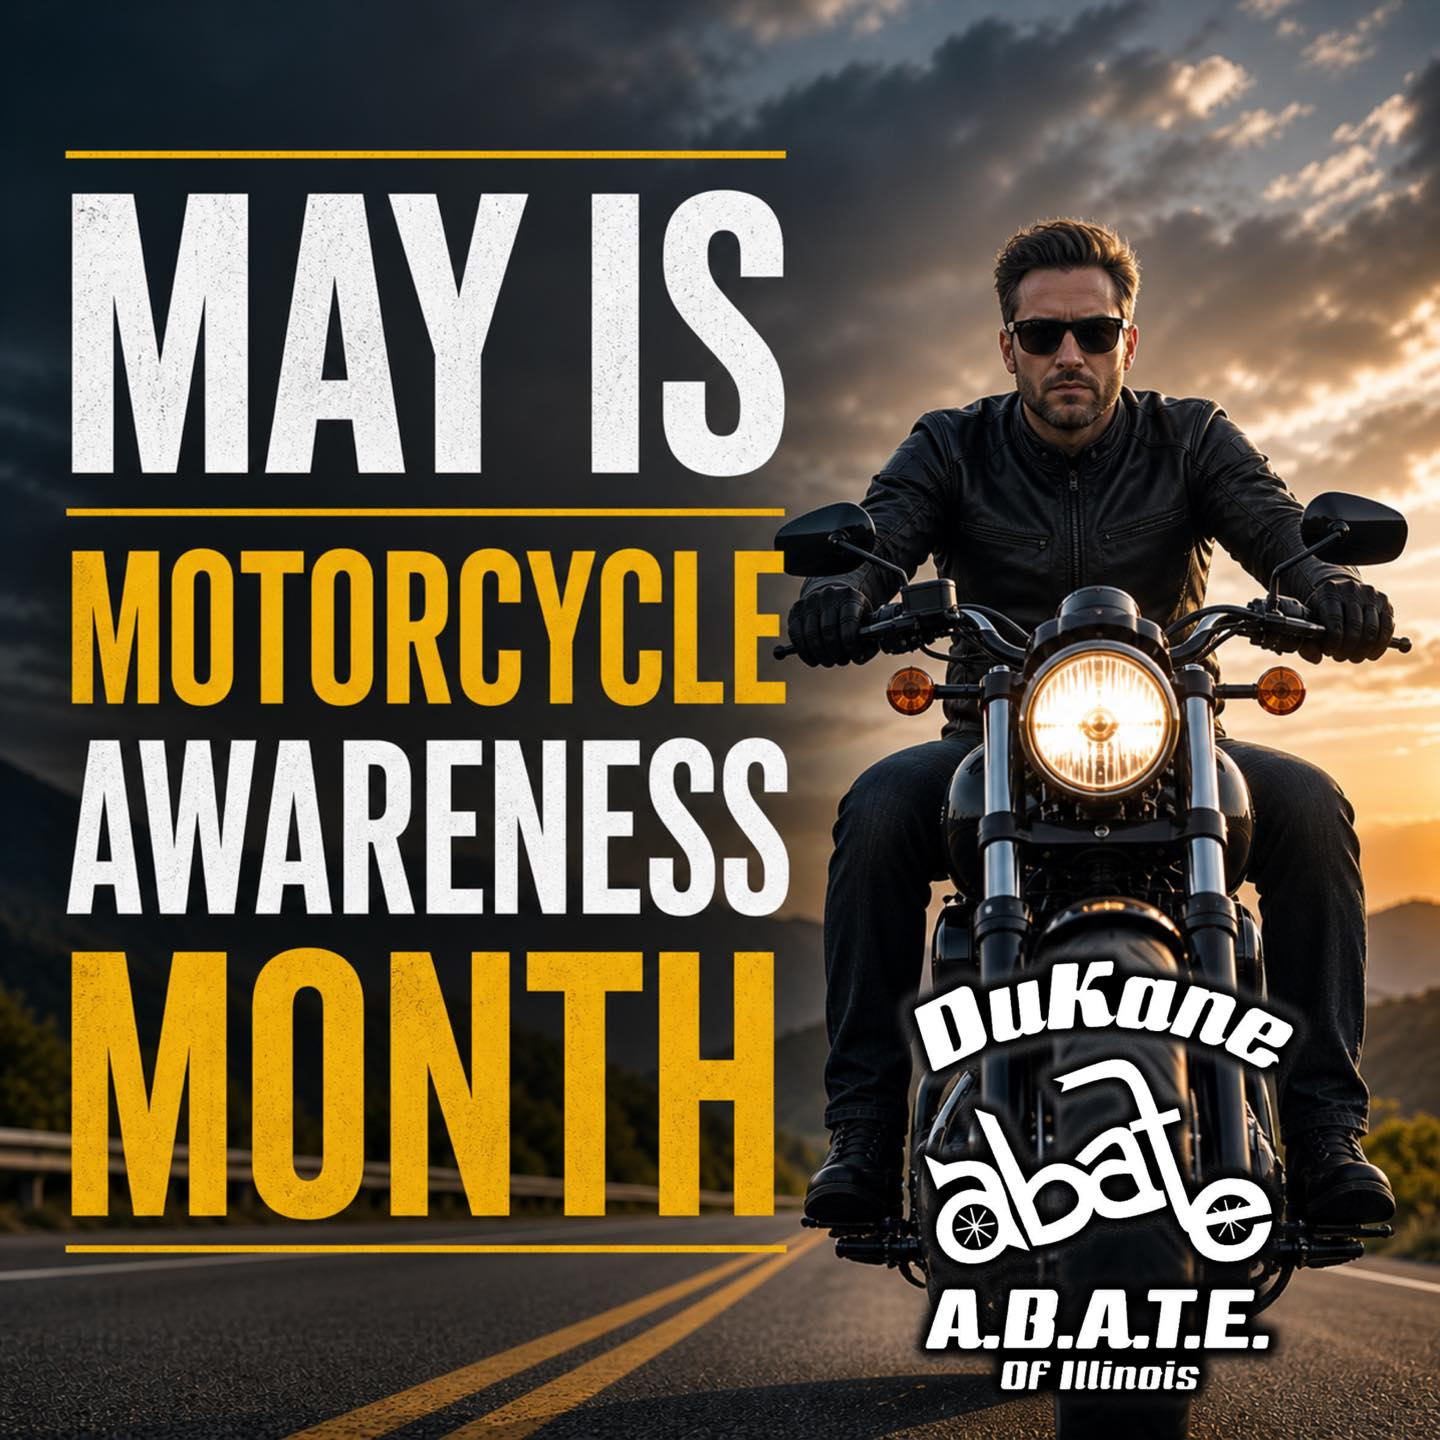 MAY IS
MOTORCYCLE
AWARENESS
MONTH
DuKane
abate
A.B.A.T.E.
OF Illinois